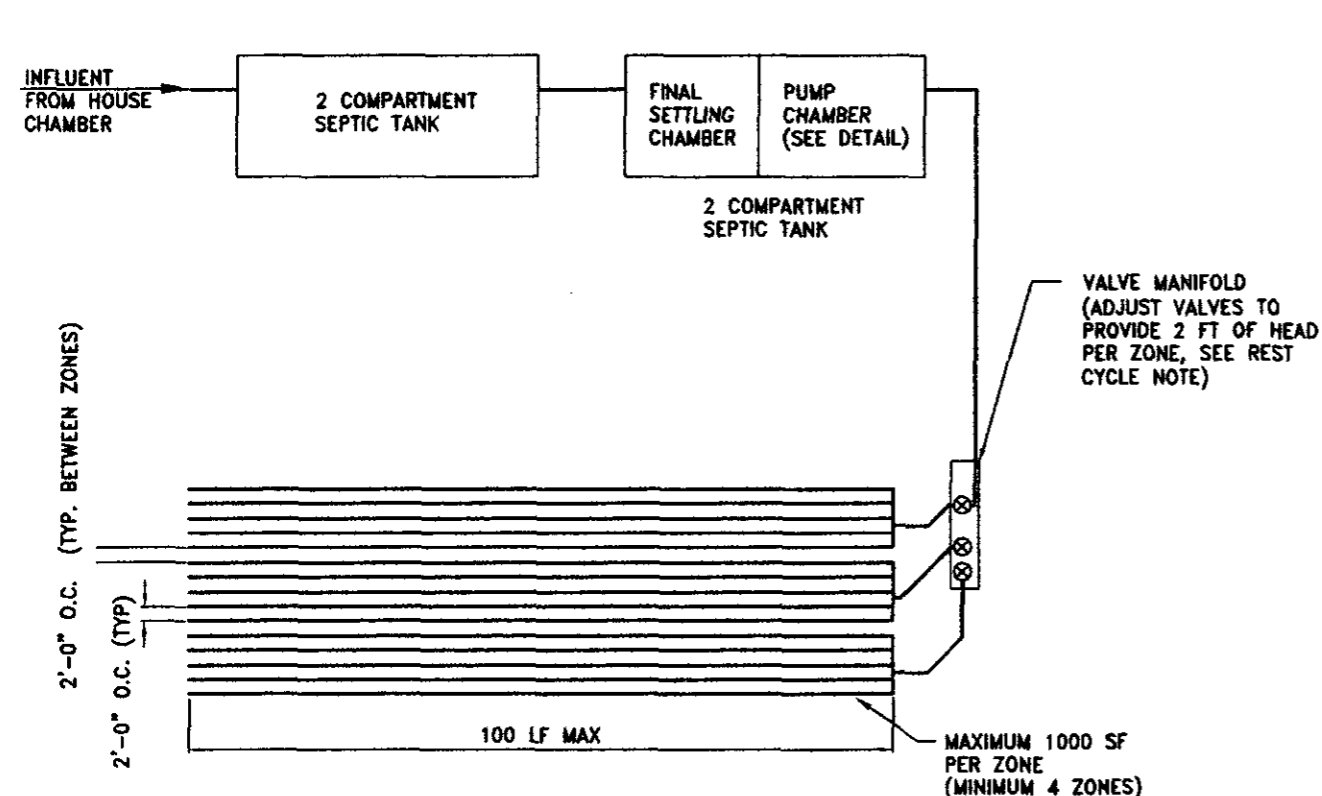 INFLUENT
FROM HOUSE
CHAMBER
2 COMPARTMENT
SEPTIC TANK
FINAL
SETTLING
CHAMBER
PUMP
CHAMBER
(SEE DETAIL)
2 COMPARTMENT
SEPTIC TANK
VALVE MANIFOLD
(ADJUST VALVES TO
PROVIDE 2 FT OF HEAD
PER ZONE, SEE REST
CYCLE NOTE)
2'-0" O.C. (TYP. BETWEEN ZONES)
2'-0" O.C. (TYP)
100 LF MAX
MAXIMUM 1000 SF
PER ZONE
(MINIMUM 4 ZONES)